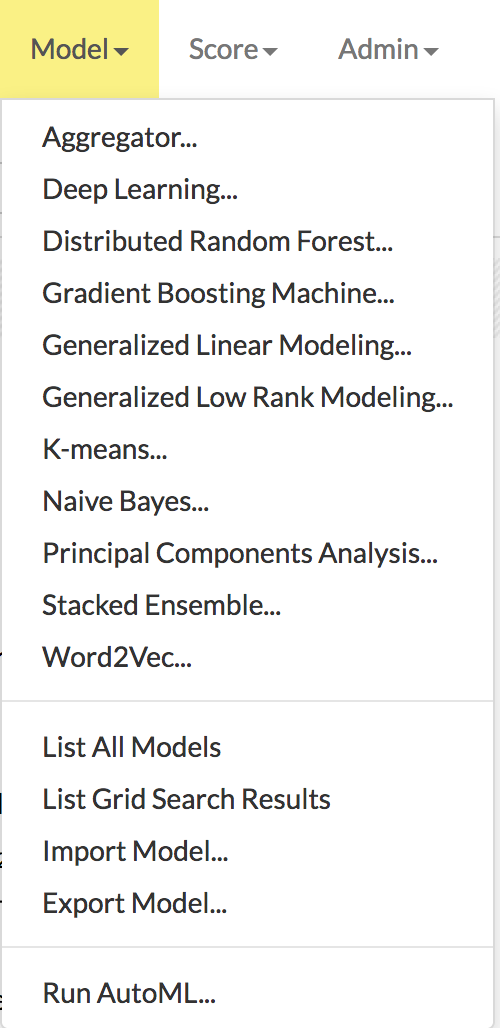 Model Score Admin
Aggregator...
Deep Learning...
Distributed Random Forest...
Gradient Boosting Machine...
Generalized Linear Modeling...
Generalized Low Rank Modeling...
K-means...
Naive Bayes...
Principal Components Analysis...
Stacked Ensemble...
Word2Vec...
List All Models
List Grid Search Results
Import Model...
Export Model...
Run AutoML...